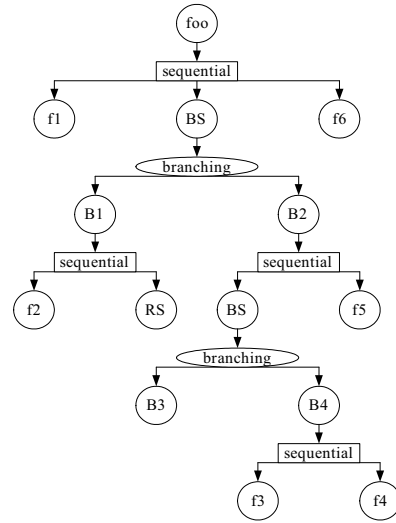 foo
sequential
f1 BS f6
branching
B1 B2
sequential sequential
f2 RS BS f5
branching
B3 B4
sequential
f3 f4